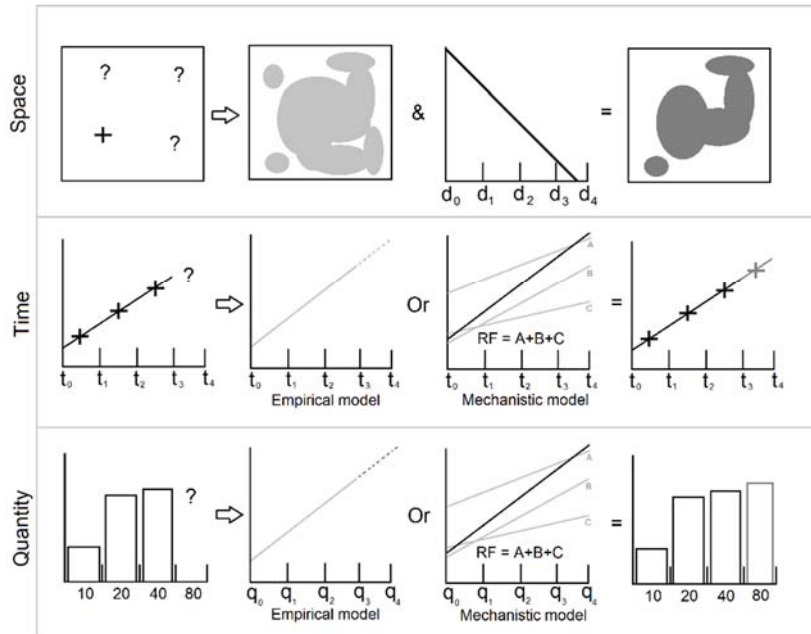 Space
? ?
+ ?
&
d0 d1 d2 d3 d4
=
Time
?
t0 t1 t2 t3 t4
t0 t1 t2 t3 t4
Empirical model
Or
A
B
C
RF = A+B+C
t0 t1 t2 t3 t4
Mechanistic model
=
t0 t1 t2 t3 t4
Quantity
?
10 20 40 80
q0 q1 q2 q3 q4
Empirical model
Or
A
B
C
RF = A+B+C
q0 q1 q2 q3 q4
Mechanistic model
=
10 20 40 80